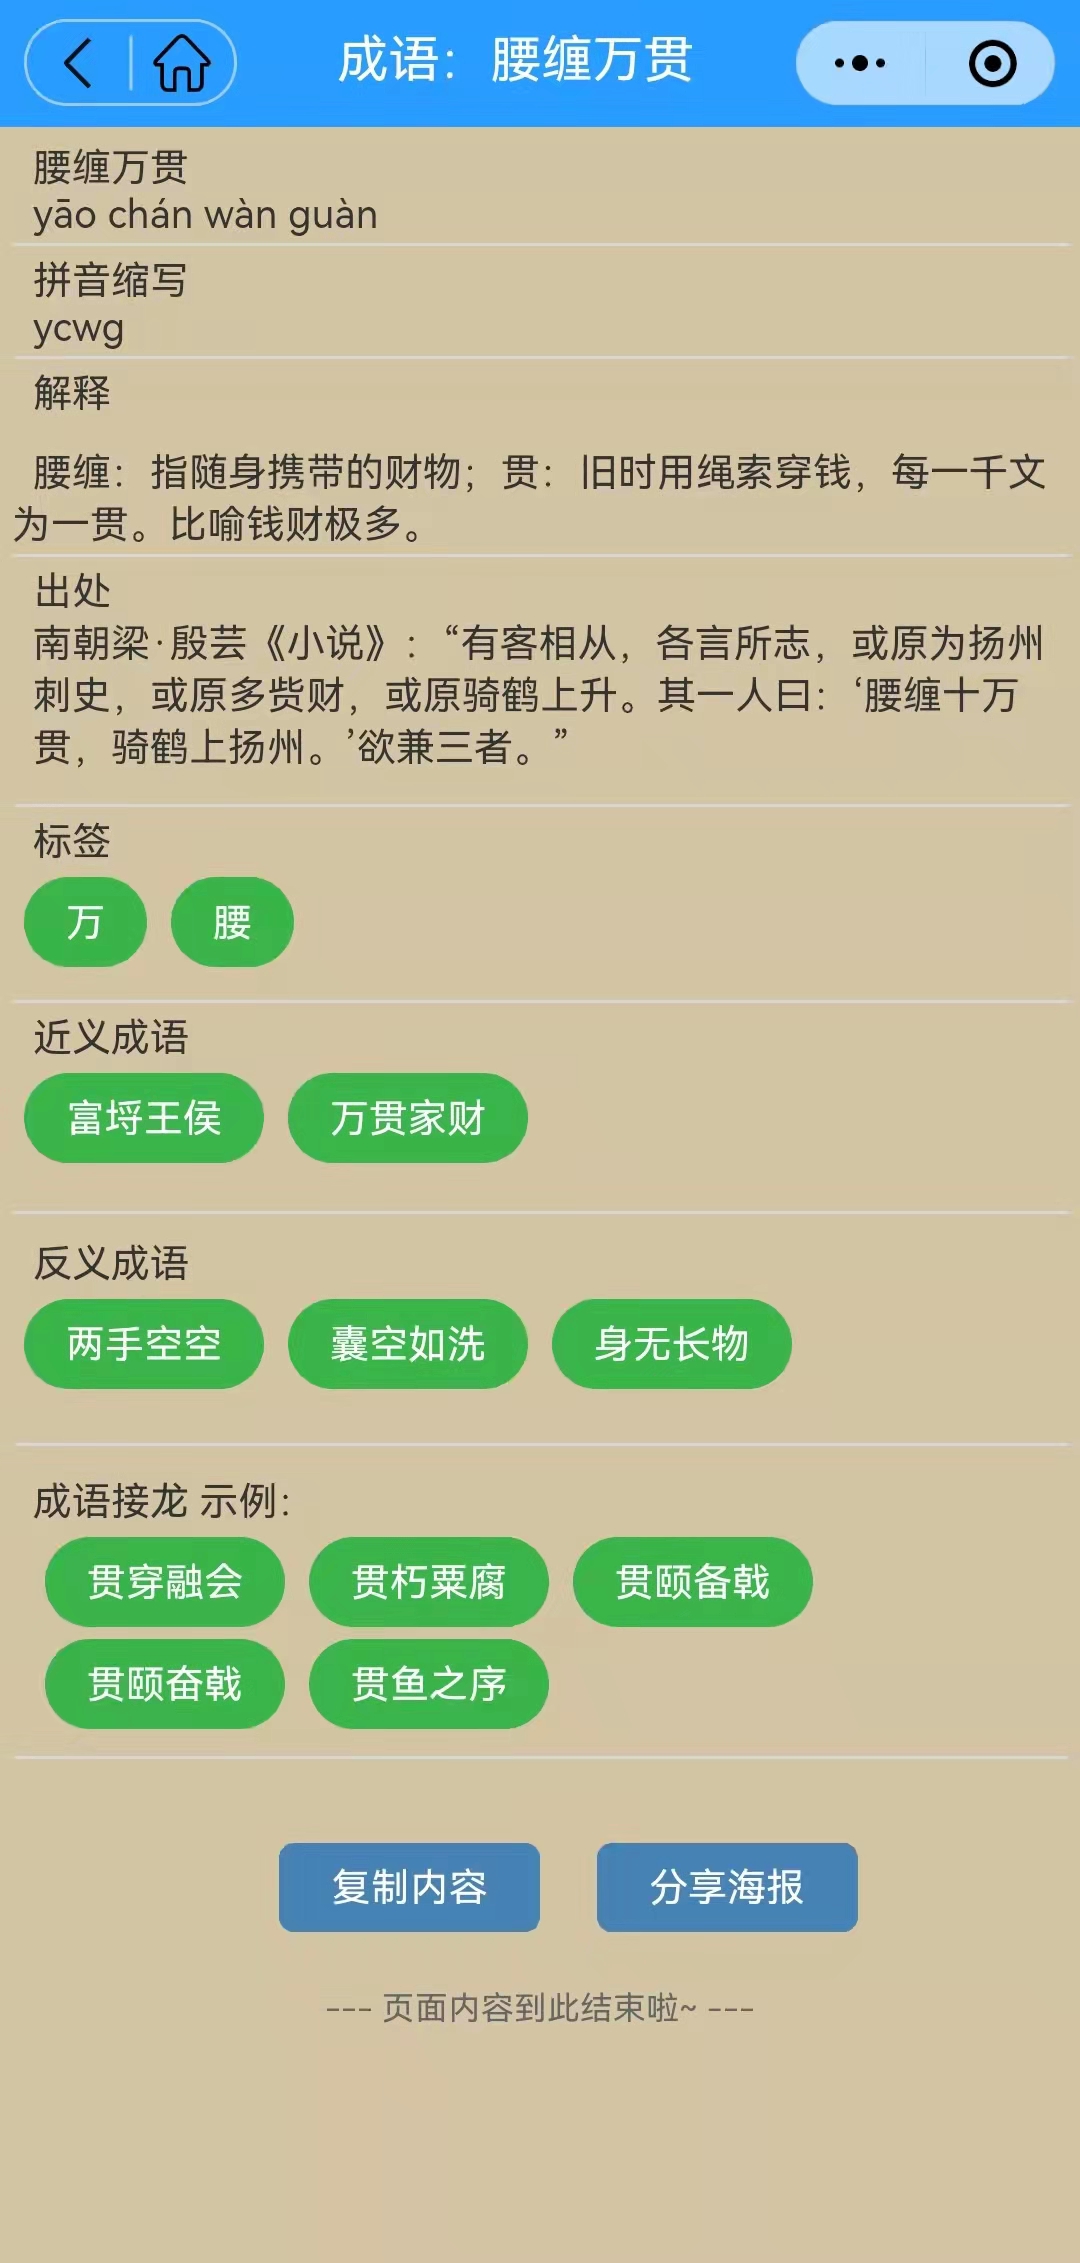 成语：腰缠万贯
腰缠万贯
yāo chán wàn guàn
拼音缩写
ycwg
解释
腰缠：指随身携带的财物；贯：旧时用绳索穿钱，每一千文
为一贯。比喻钱财极多。
出处
南朝梁·殷芸《小说》：“有客相从，各言所志，或原为扬州
刺史，或原多赀财，或原骑鹤上升。其一人曰：‘腰缠十万
贯，骑鹤上扬州。’欲兼三者。”
标签
万 腰
近义成语
富埒王侯 万贯家财
反义成语
两手空空 囊空如洗 身无长物
成语接龙 示例：
贯穿融会 贯朽粟腐 贯颐备戟
贯颐奋戟 贯鱼之序
复制内容 分享海报
--- 页面内容到此结束啦~ ---